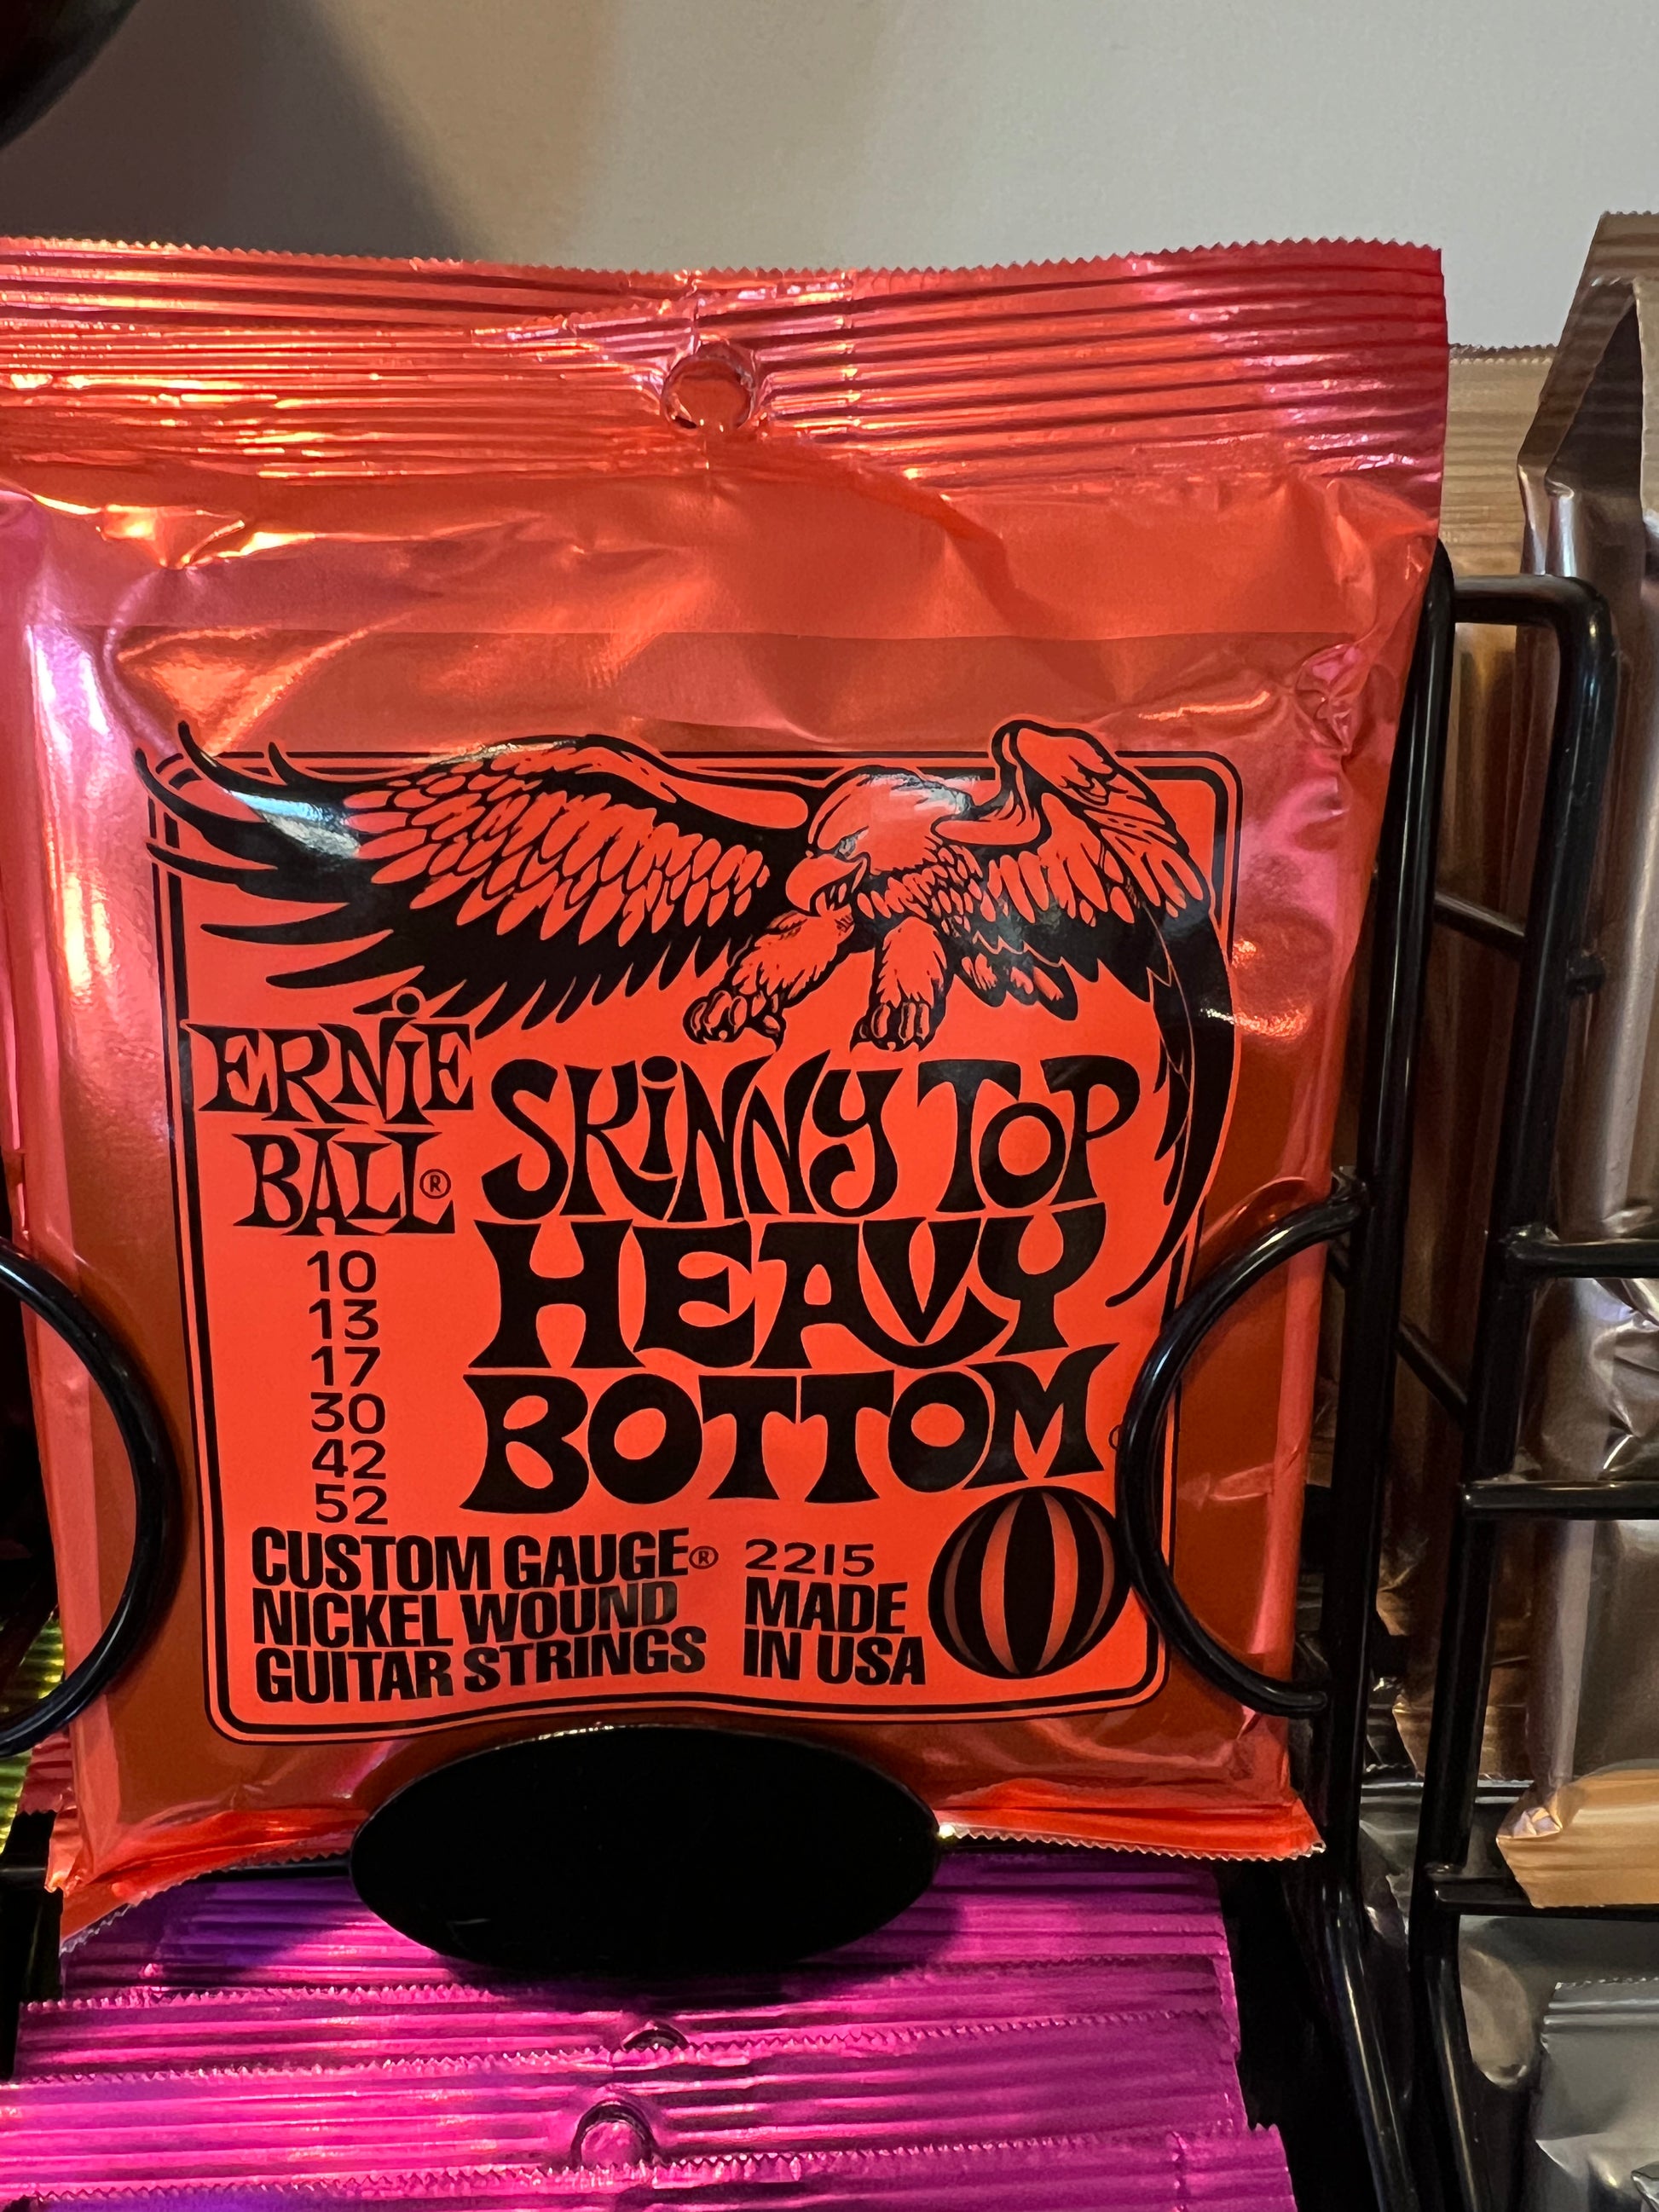 ERNIE
BALL®
SKINNY TOP
HEAVY
BOTTOM
10
13
17
30
42
52
CUSTOM GAUGE®
NICKEL WOUND
GUITAR STRINGS
2215
MADE
IN USA